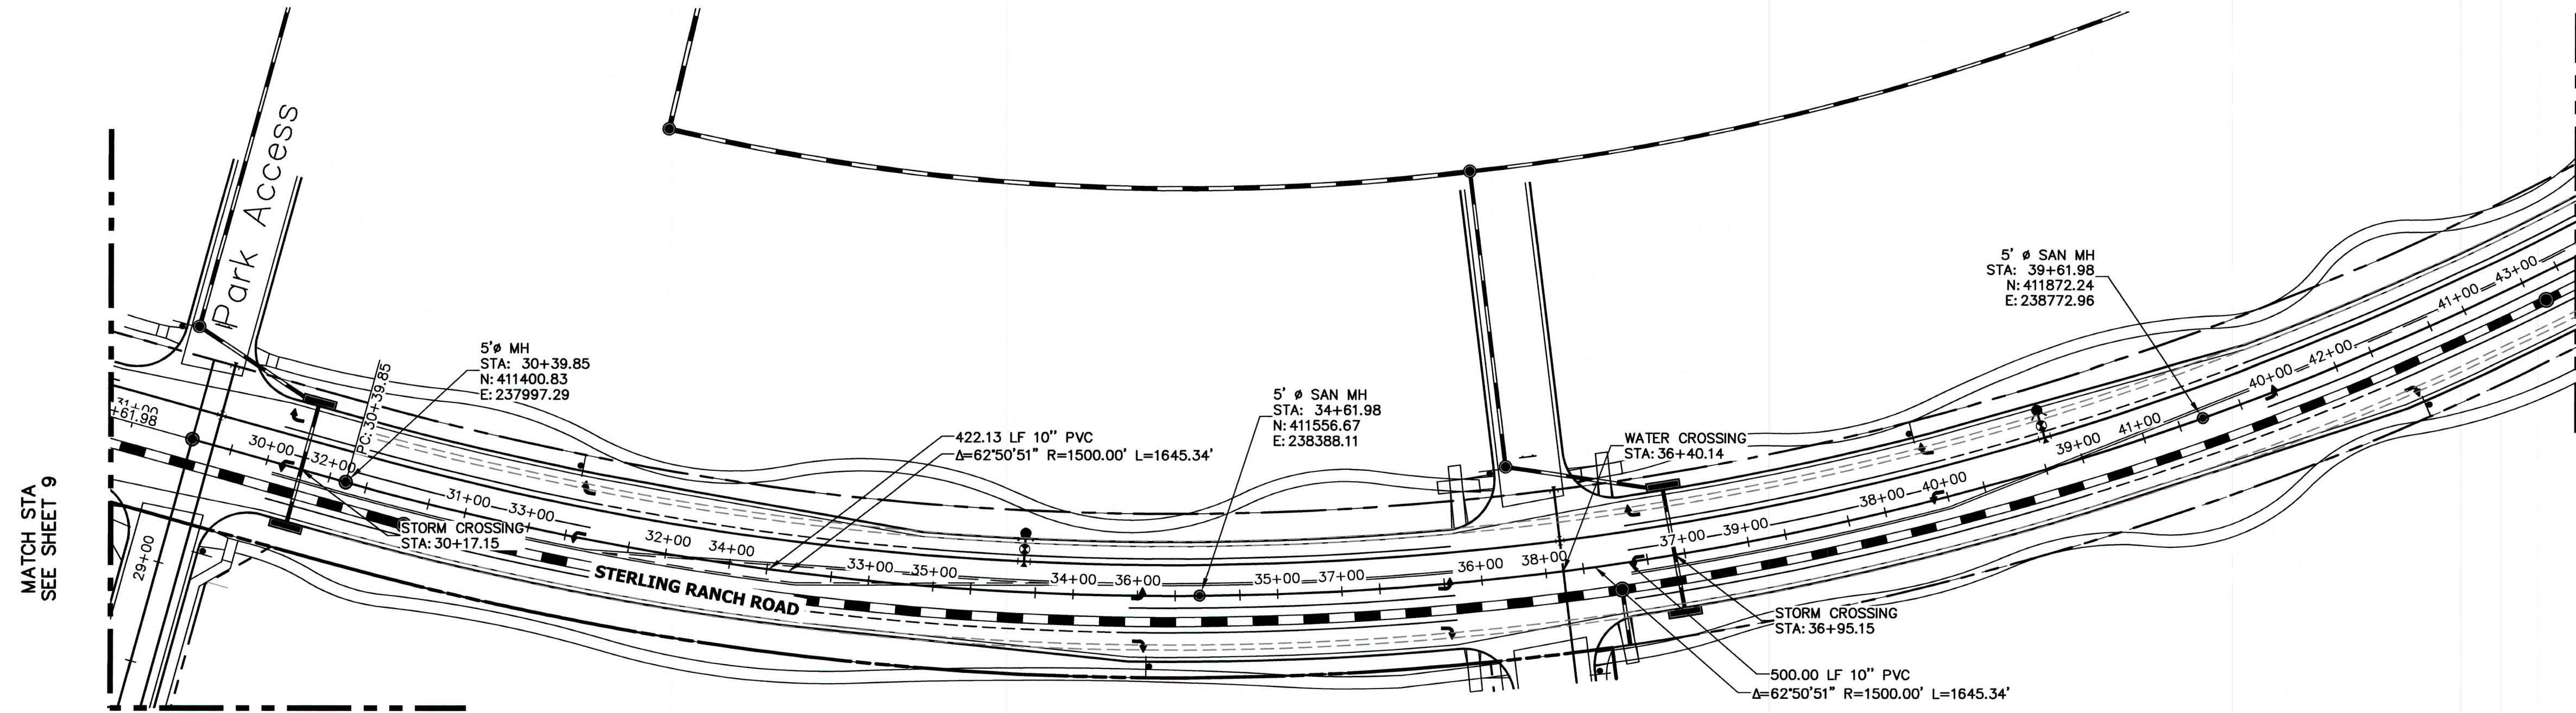 MATCH STA
SEE SHEET 9
Park Access
31+00
+61.98
29+00
30+00
32+00
PC: 30+39.85
5'ø MH
STA: 30+39.85
N: 411400.83
E: 237997.29
STORM CROSSING
STA: 30+17.15
31+00
33+00
32+00
34+00
STERLING RANCH ROAD
422.13 LF 10" PVC
Δ=62°50'51" R=1500.00' L=1645.34'
33+00
35+00
34+00
36+00
5' ø SAN MH
STA: 34+61.98
N: 411556.67
E: 238388.11
35+00
37+00
36+00
38+00
WATER CROSSING
STA: 36+40.14
37+00
39+00
STORM CROSSING
STA: 36+95.15
500.00 LF 10" PVC
Δ=62°50'51" R=1500.00' L=1645.34'
38+00
40+00
39+00
41+00
5' ø SAN MH
STA: 39+61.98
N: 411872.24
E: 238772.96
40+00
42+00
41+00
43+00